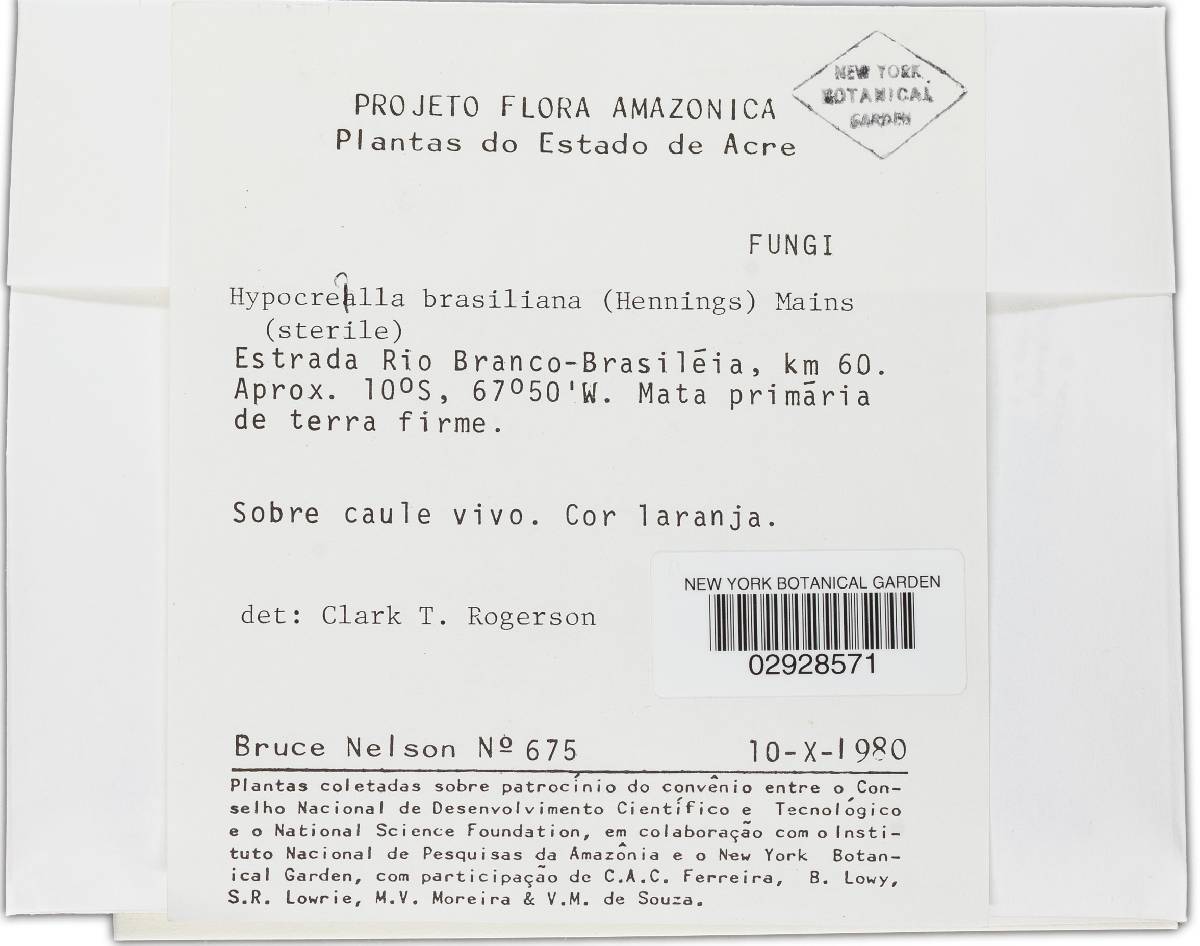 NEW YORK
BOTANICAL
GARDEN
PROJETO FLORA AMAZONICA
Plantas do Estado de Acre
FUNGI
Hypocrealla brasiliana (Hennings) Mains
(sterile)
Estrada Rio Branco-Brasiléia, km 60.
Aprox. 10ºS, 67º50'W. Mata primária
de terra firme.
Sobre caule vivo. Cor laranja.
NEW YORK BOTANICAL GARDEN
02928571
det: Clark T. Rogerson
Bruce Nelson Nº 675 10-X-1980
Plantas coletadas sobre patrocínio do convênio entre o Con-
selho Nacional de Desenvolvimento Científico e Tecnológico
e o National Science Foundation, em colaboração com o Insti-
tuto Nacional de Pesquisas da Amazônia e o New York Botan-
ical Garden, com participação de C.A.C. Ferreira, B. Lowy,
S.R. Lowrie, M.V. Moreira & V.M. de Souza.